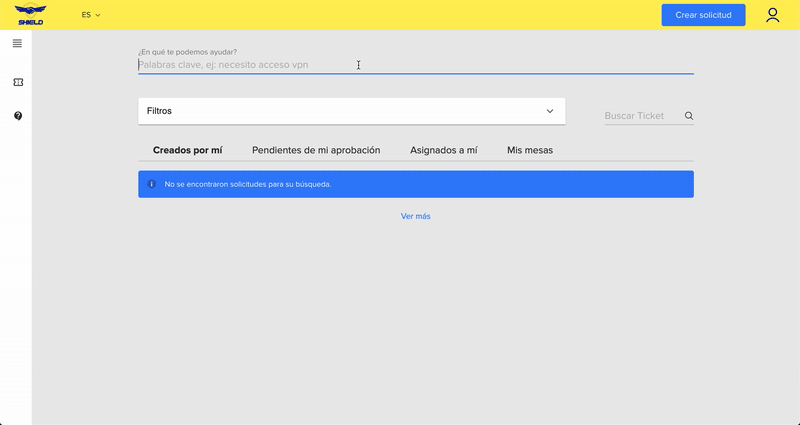 SHIELD
ES
Crear solicitud
¿En qué te podemos ayudar?
Palabras clave, ej: necesito acceso vpn
Filtros
Buscar Ticket
Creados por mí
Pendientes de mi aprobación
Asignados a mí
Mis mesas
No se encontraron solicitudes para su búsqueda.
Ver más